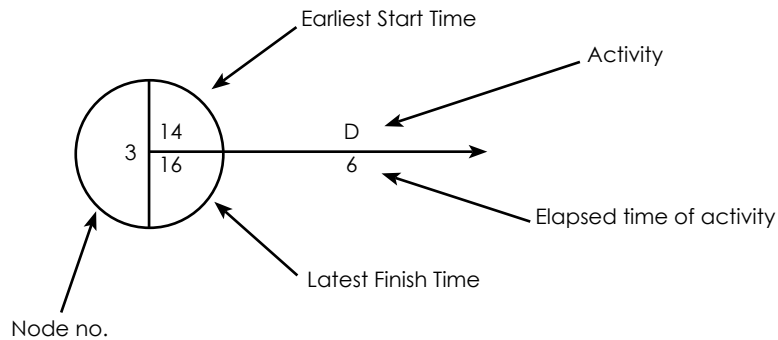 Earliest Start Time
Activity
14
D
3
16
6
Elapsed time of activity
Latest Finish Time
Node no.